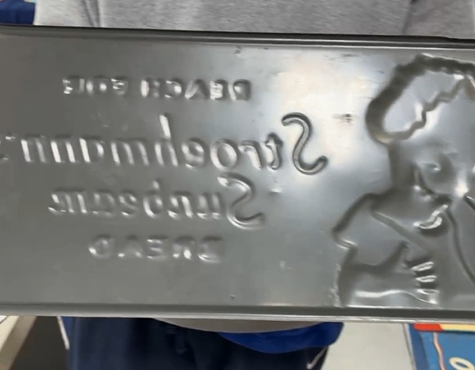 REACH FOR
Stroehmann's
Sunbeam
BREAD